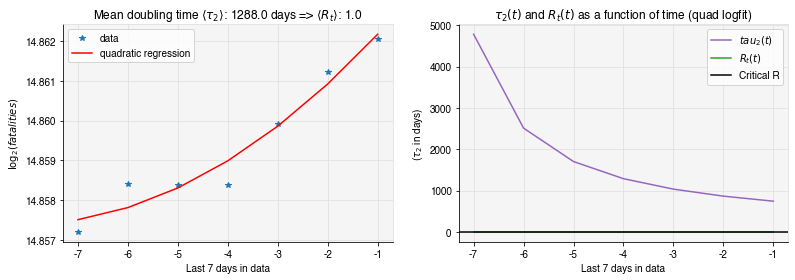 Mean doubling time ⟨τ₂⟩: 1288.0 days => ⟨Rₜ⟩: 1.0
data
quadratic regression
14.862
14.861
14.860
14.859
14.858
14.857
log₂(fatalities)
-7 -6 -5 -4 -3 -2 -1
Last 7 days in data
τ₂(t) and Rₜ(t) as a function of time (quad logfit)
tau₂(t)
Rₜ(t)
Critical R
5000
4000
3000
2000
1000
0
(τ₂ in days)
-7 -6 -5 -4 -3 -2 -1
Last 7 days in data